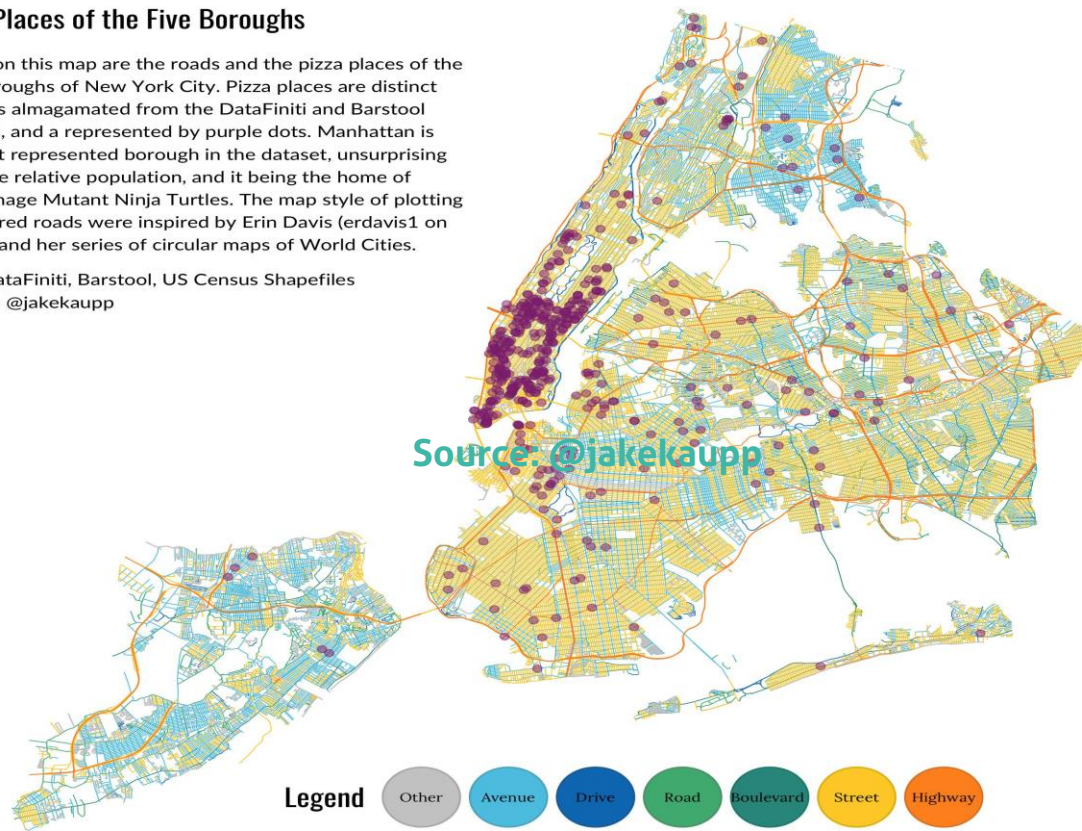 Places of the Five Boroughs
on this map are the roads and the pizza places of the
roughs of New York City. Pizza places are distinct
s almagamated from the DataFiniti and Barstool
, and a represented by purple dots. Manhattan is
t represented borough in the dataset, unsurprising
e relative population, and it being the home of
nage Mutant Ninja Turtles. The map style of plotting
red roads were inspired by Erin Davis (erdavis1 on
and her series of circular maps of World Cities.
ataFiniti, Barstool, US Census Shapefiles
@jakekaupp
Source: @jakekaupp
Legend Other Avenue Drive Road Boulevard Street Highway